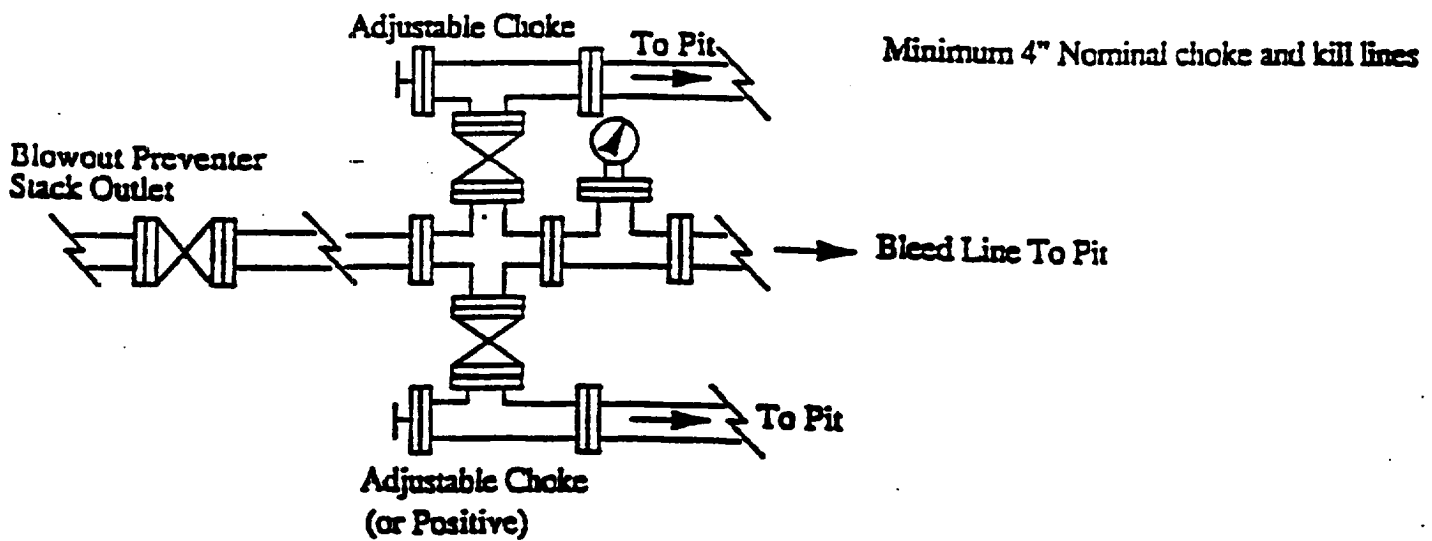 Adjustable Choke
To Pit
Minimum 4" Nominal choke and kill lines
Blowout Preventer
Stack Outlet
Bleed Line To Pit
To Pit
Adjustable Choke
(or Positive)